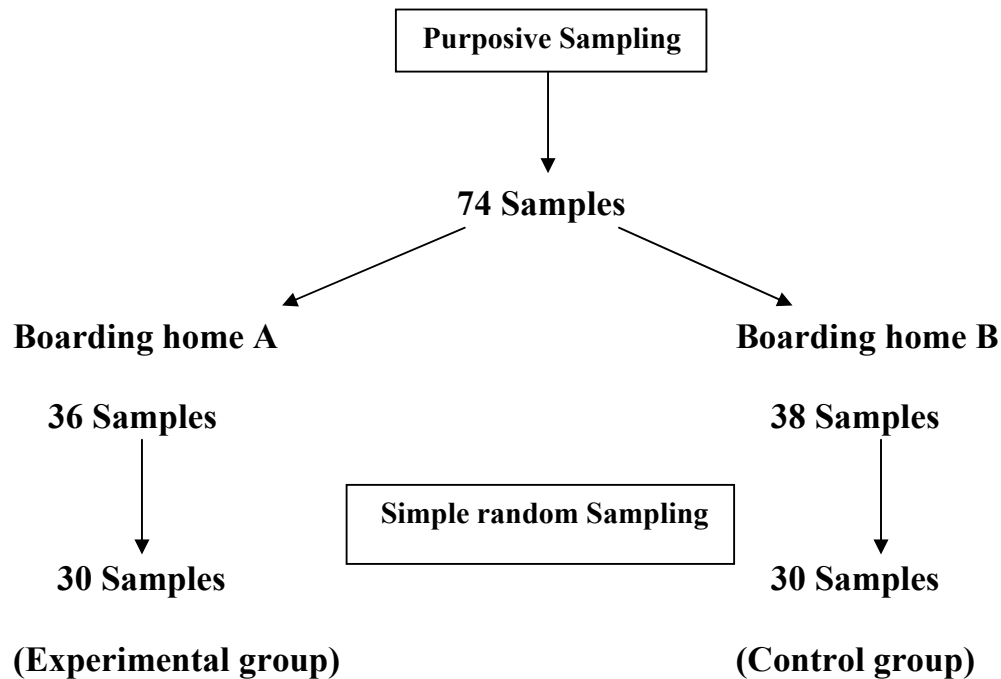 Purposive Sampling
74 Samples
Boarding home A
Boarding home B
36 Samples
38 Samples
Simple random Sampling
30 Samples
30 Samples
(Experimental group)
(Control group)